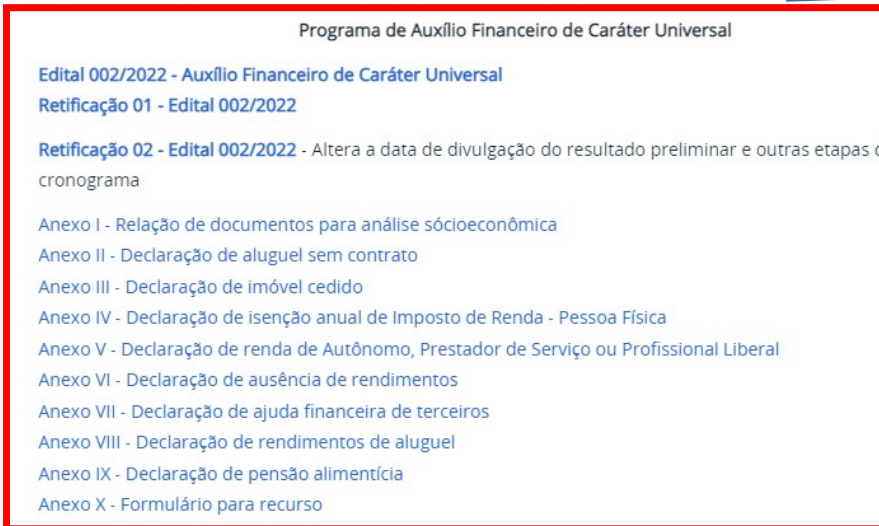 Programa de Auxílio Financeiro de Caráter Universal
Edital 002/2022 - Auxílio Financeiro de Caráter Universal
Retificação 01 - Edital 002/2022
Retificação 02 - Edital 002/2022 - Altera a data de divulgação do resultado preliminar e outras etapas
cronograma
Anexo I - Relação de documentos para análise sócioeconômica
Anexo II - Declaração de aluguel sem contrato
Anexo III - Declaração de imóvel cedido
Anexo IV - Declaração de isenção anual de Imposto de Renda - Pessoa Física
Anexo V - Declaração de renda de Autônomo, Prestador de Serviço ou Profissional Liberal
Anexo VI - Declaração de ausência de rendimentos
Anexo VII - Declaração de ajuda financeira de terceiros
Anexo VIII - Declaração de rendimentos de aluguel
Anexo IX - Declaração de pensão alimentícia
Anexo X - Formulário para recurso